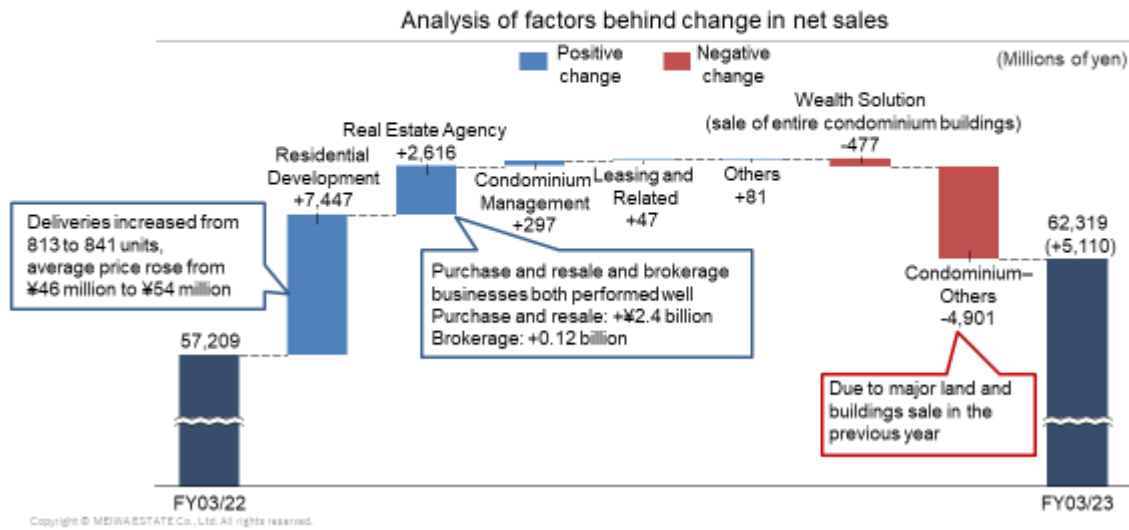 Analysis of factors behind change in net sales
Positive
change
Negative
change
(Millions of yen)
Wealth Solution
(sale of entire condominium buildings)
-477
Real Estate Agency
+2,616
Residential
Development
+7,447
Condominium
Management
+297
Leasing and
Related
+47
Others
+81
Deliveries increased from
813 to 841 units,
average price rose from
¥46 million to ¥54 million
Purchase and resale and brokerage
businesses both performed well
Purchase and resale: +¥2.4 billion
Brokerage: +0.12 billion
57,209
62,319
(+5,110)
Condominium–
Others
-4,901
Due to major land and
buildings sale in the
previous year
FY03/22
FY03/23
Copyright © MEIWA ESTATE Co., Ltd. All rights reserved.